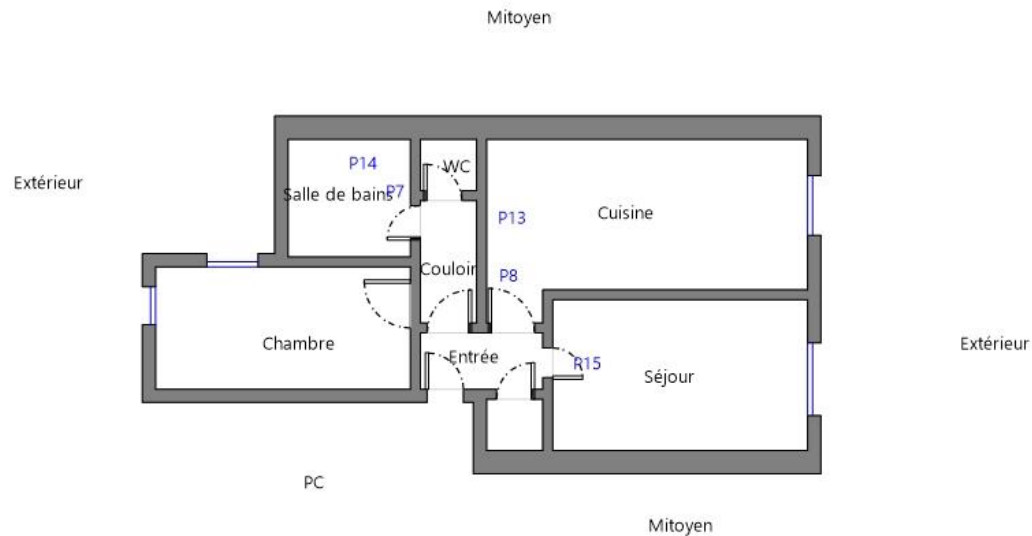 Mitoyen
Extérieur
P14
WC
Salle de bains
P7
Cuisine
P13
Couloir
P8
Chambre
Entrée
R15
Séjour
Extérieur
PC
Mitoyen